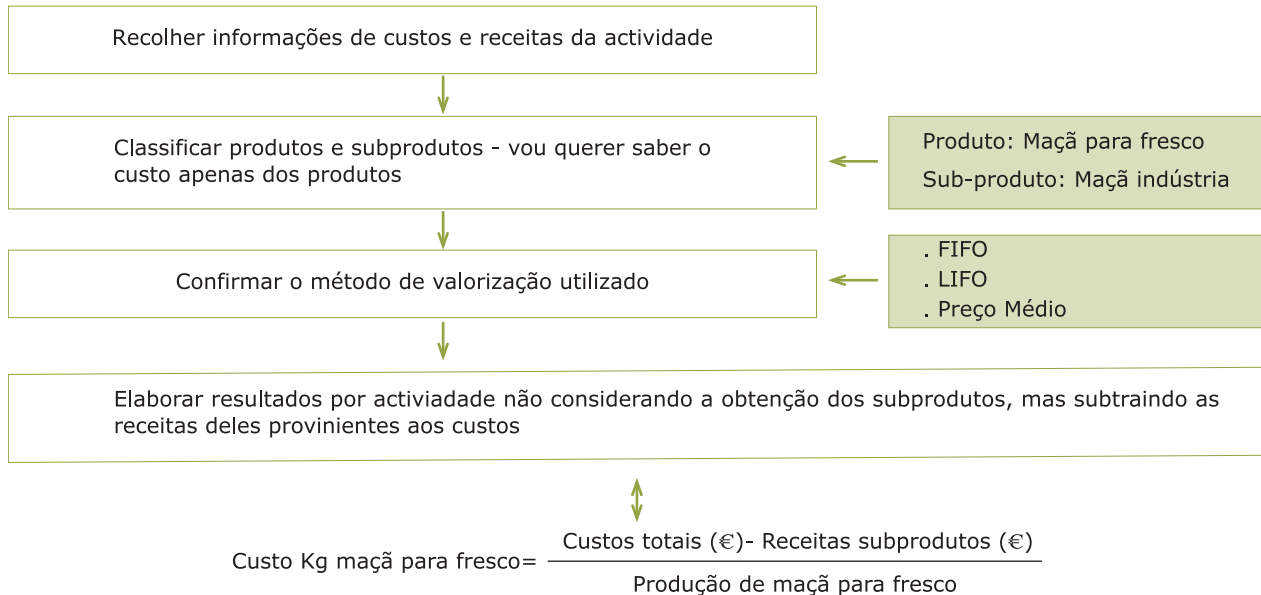 Recolher informações de custos e receitas da actividade
Classificar produtos e subprodutos - vou querer saber o
custo apenas dos produtos
Produto: Maçã para fresco
Sub-produto: Maçã indústria
Confirmar o método de valorização utilizado
. FIFO
. LIFO
. Preço Médio
Elaborar resultados por activiadade não considerando a obtenção dos subprodutos, mas subtraindo as
receitas deles provinientes aos custos
Custo Kg maçã para fresco= Custos totais (€)- Receitas subprodutos (€)
Produção de maçã para fresco